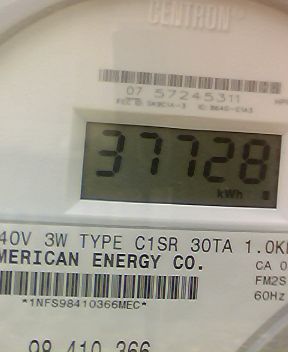 CENTRON
07 57245311
37728
kWh
40V 3W TYPE C1SR 30TA 1.0K
MERICAN ENERGY CO.
CA 0
FM2S
*1NFS98410366MEC*
60Hz
98 410 366